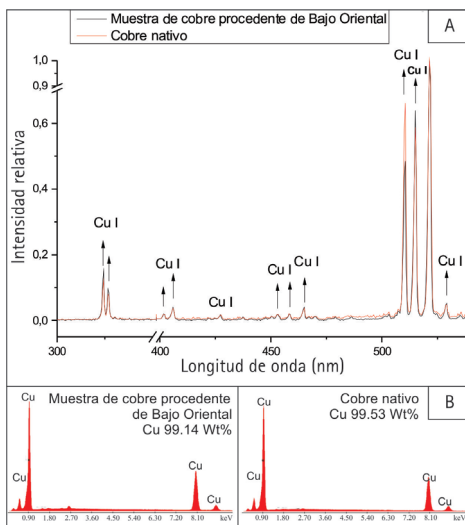 Muestra de cobre procedente de Bajo Oriental
Cobre nativo
A
Intensidad relativa
1,0
0,9
0,8
0,6
0,4
0,2
0,0
Cu I
Cu I
Cu I
Cu I
Cu I
Cu I
Cu I
Cu I
300
400
450
500
Longitud de onda (nm)
B
Cu
Muestra de cobre procedente
de Bajo Oriental
Cu 99.14 Wt%
Cu
Cu
Cu
0.90 1.80 2.70 3.60 4.50 5.40 6.30 7.20 8.10 keV
Cu
Cobre nativo
Cu 99.53 Wt%
Cu
Cu
Cu
0.90 1.80 2.70 3.60 4.50 5.40 6.30 7.20 8.10 keV